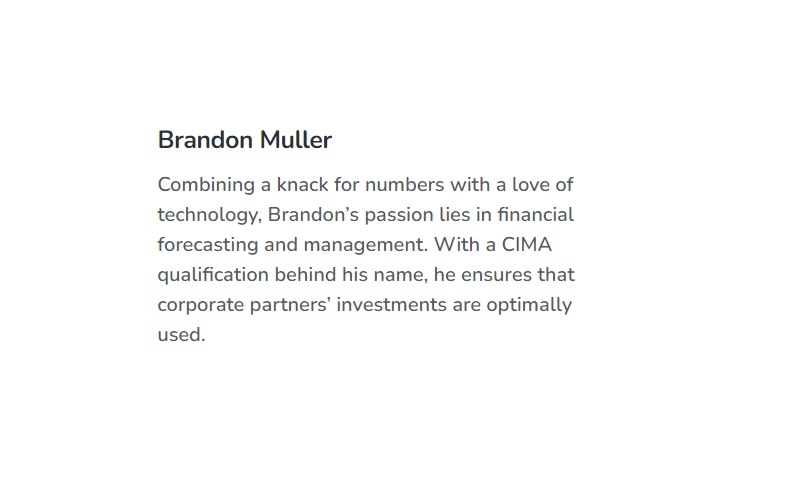 Brandon Muller
Combining a knack for numbers with a love of
technology, Brandon’s passion lies in financial
forecasting and management. With a CIMA
qualification behind his name, he ensures that
corporate partners’ investments are optimally
used.